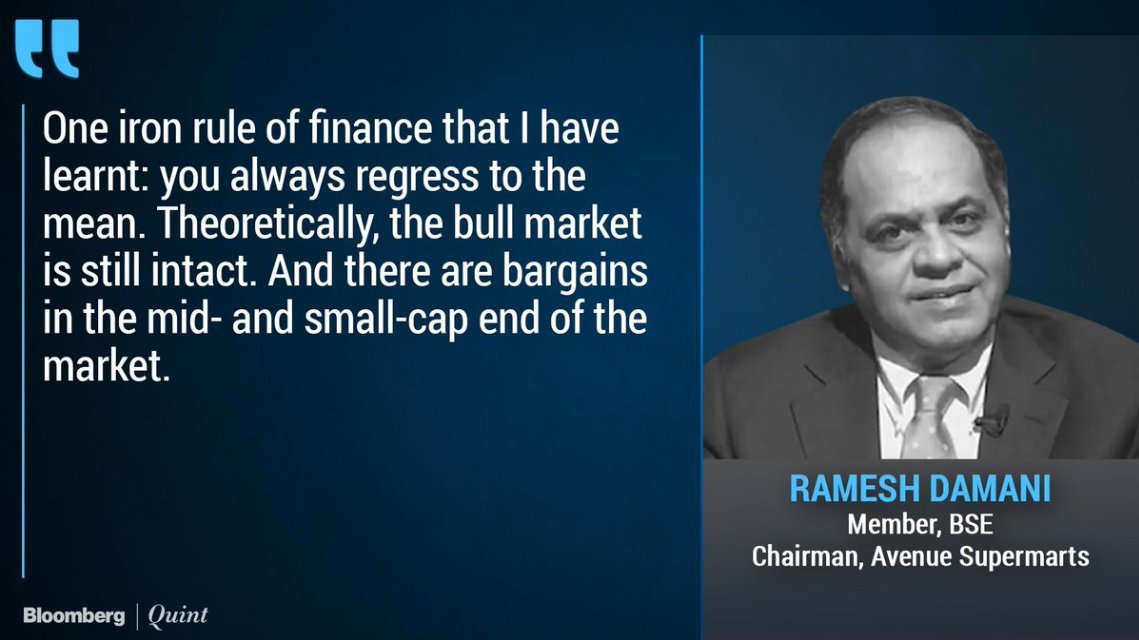 One iron rule of finance that I have
learnt: you always regress to the
mean. Theoretically, the bull market
is still intact. And there are bargains
in the mid- and small-cap end of the
market.
RAMESH DAMANI
Member, BSE
Chairman, Avenue Supermarts
Bloomberg | Quint